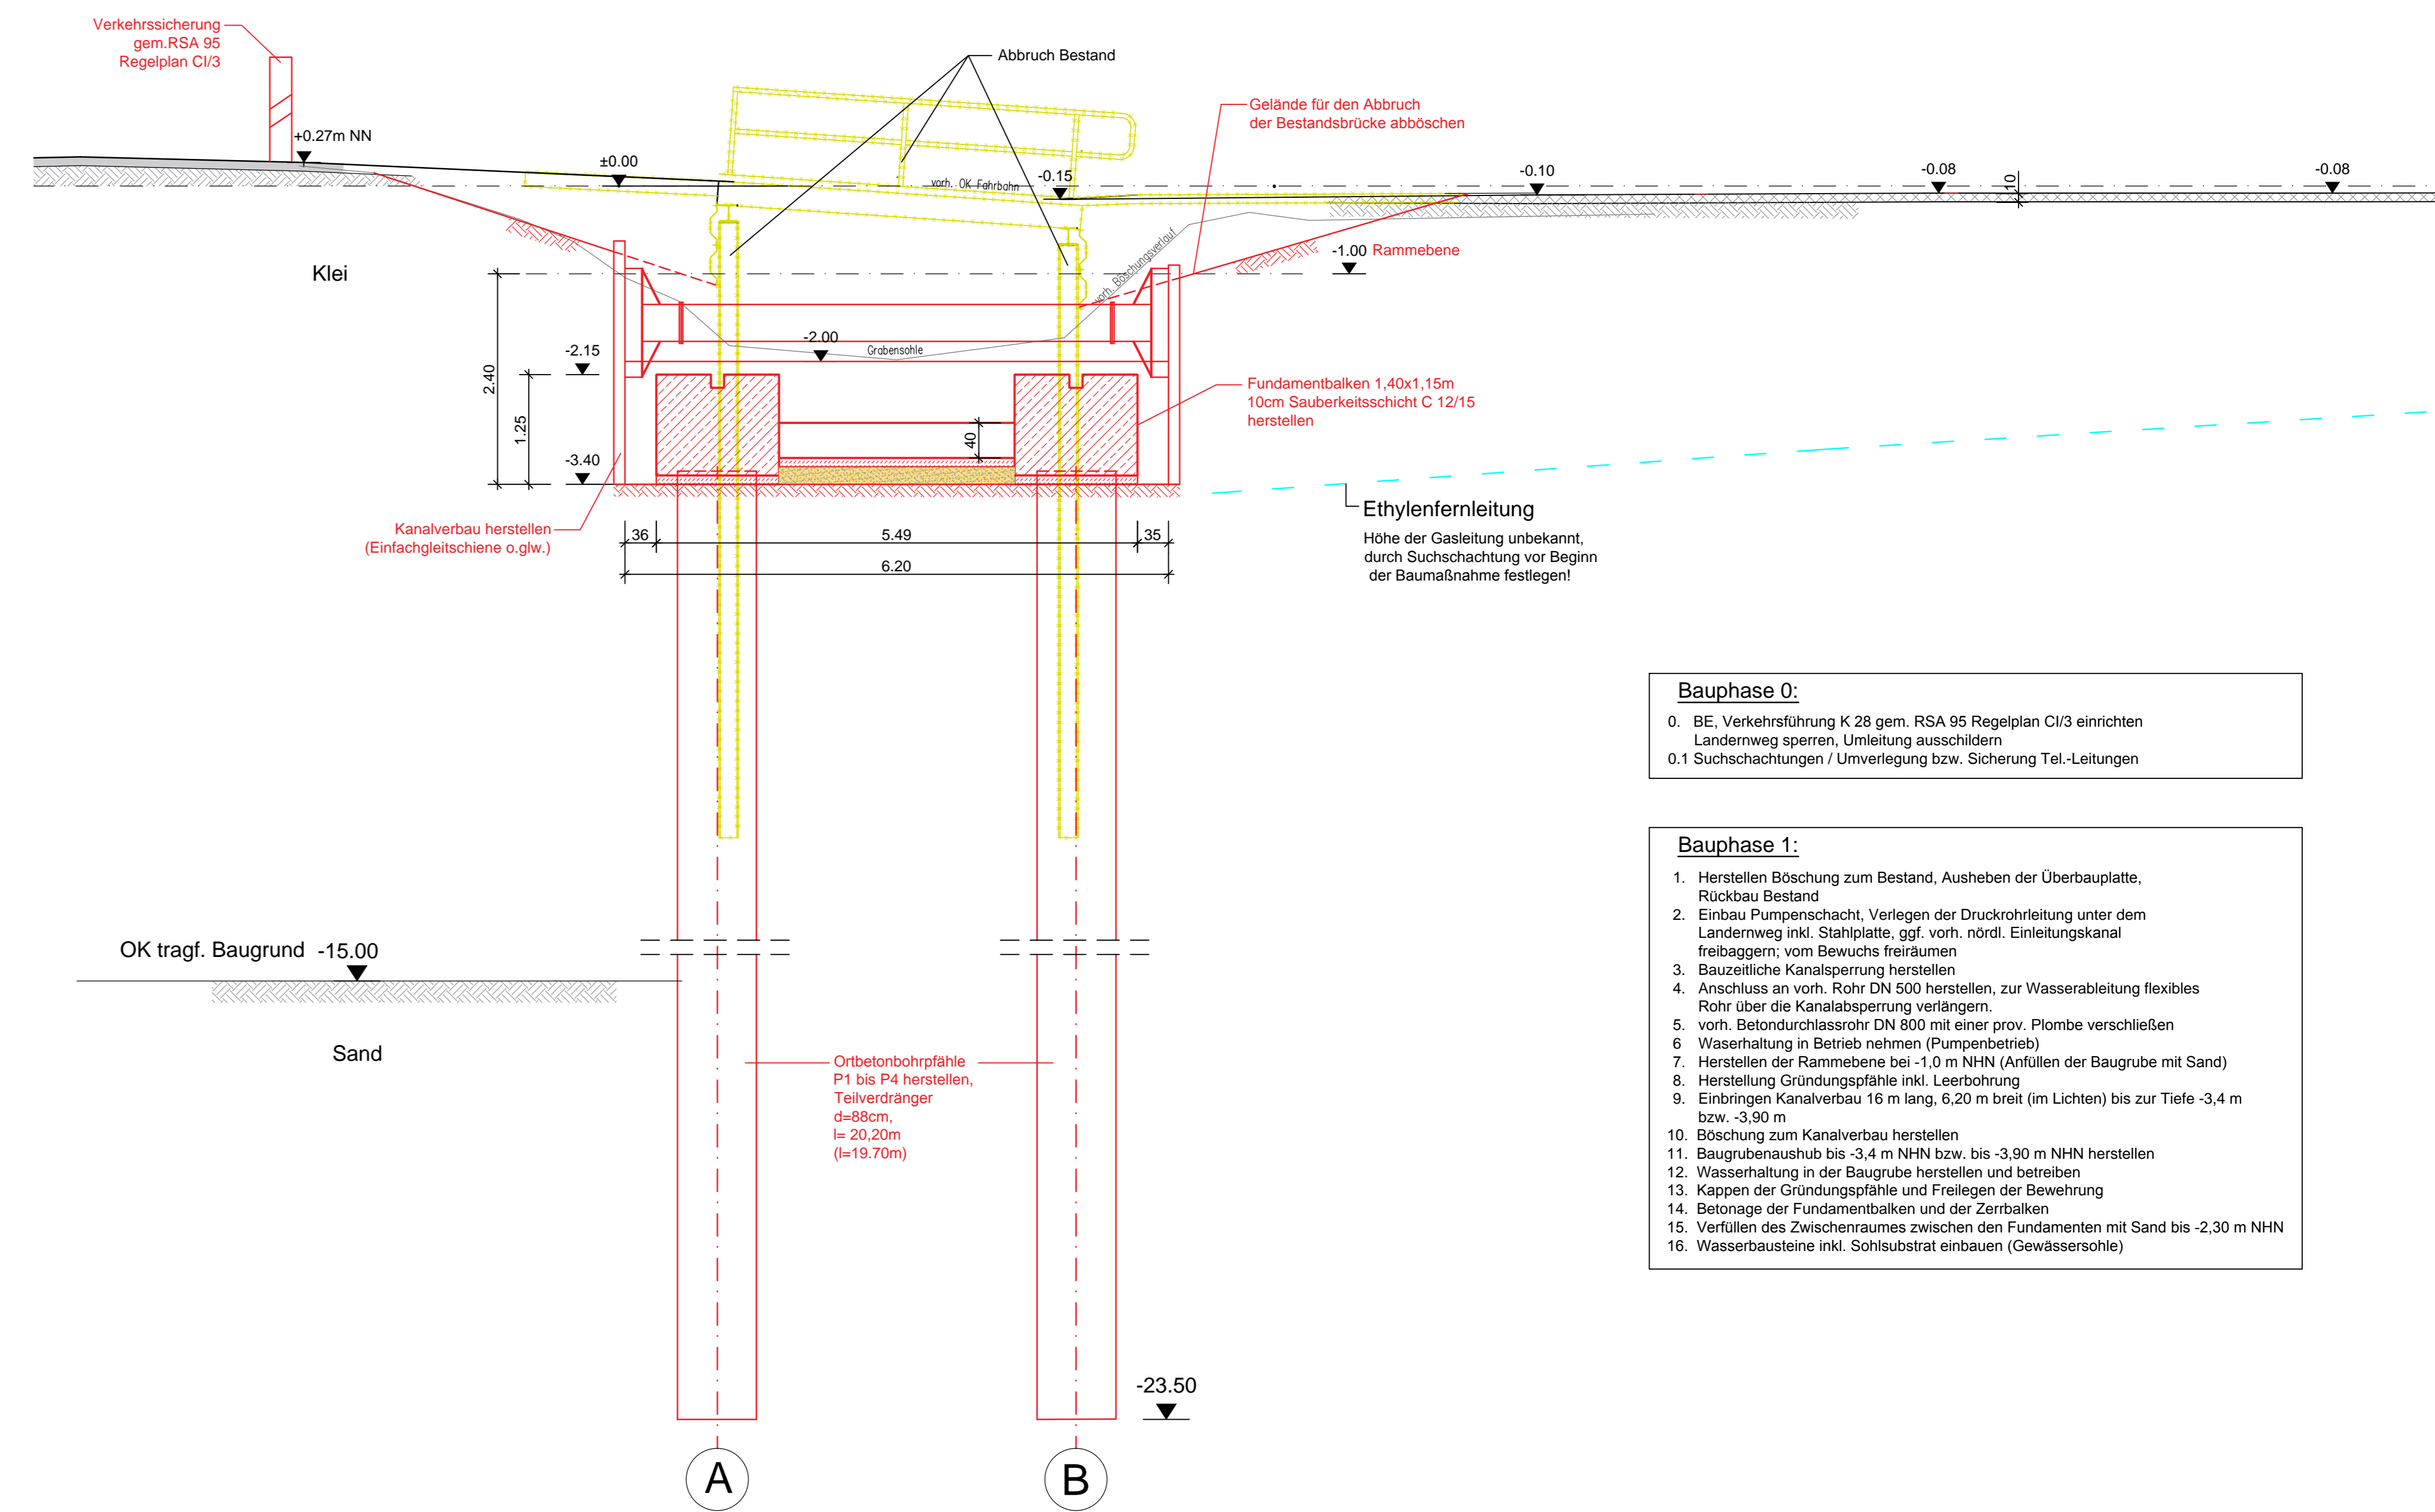 Verkehrssicherung
gem.RSA 95
Regelplan CI/3
+0.27m NN
Abbruch Bestand
Gelände für den Abbruch
der Bestandsbrücke abböschen
±0.00
vorh. OK Fahrbahn
-0.15
-0.10
-0.08
10
-0.08
Klei
vorh. Böschungsverlauf
-1.00 Rammebene
-2.00
Grabensohle
-2.15
2.40
1.25
40
-3.40
Fundamentbalken 1,40x1,15m
10cm Sauberkeitsschicht C 12/15
herstellen
Kanalverbau herstellen
(Einfachgleitschiene o.glw.)
36
5.49
35
6.20
Ethylenfernleitung
Höhe der Gasleitung unbekannt,
durch Suchschachtung vor Beginn
der Baumaßnahme festlegen!
Bauphase 0:
0. BE, Verkehrsführung K 28 gem. RSA 95 Regelplan CI/3 einrichten
Landernweg sperren, Umleitung ausschildern
0.1 Suchschachtungen / Umverlegung bzw. Sicherung Tel.-Leitungen
Bauphase 1:
1. Herstellen Böschung zum Bestand, Ausheben der Überbauplatte,
Rückbau Bestand
2. Einbau Pumpenschacht, Verlegen der Druckrohrleitung unter dem
Landernweg inkl. Stahlplatte, ggf. vorh. nördl. Einleitungskanal
freibaggern; vom Bewuchs freiräumen
3. Bauzeitliche Kanalsperrung herstellen
4. Anschluss an vorh. Rohr DN 500 herstellen, zur Wasserableitung flexibles
Rohr über die Kanalabsperrung verlängern.
5. vorh. Betondurchlassrohr DN 800 mit einer prov. Plombe verschließen
6 Waserhaltung in Betrieb nehmen (Pumpenbetrieb)
7. Herstellen der Rammebene bei -1,0 m NHN (Anfüllen der Baugrube mit Sand)
8. Herstellung Gründungspfähle inkl. Leerbohrung
9. Einbringen Kanalverbau 16 m lang, 6,20 m breit (im Lichten) bis zur Tiefe -3,4 m
bzw. -3,90 m
10. Böschung zum Kanalverbau herstellen
11. Baugrubenaushub bis -3,4 m NHN bzw. bis -3,90 m NHN herstellen
12. Wasserhaltung in der Baugrube herstellen und betreiben
13. Kappen der Gründungspfähle und Freilegen der Bewehrung
14. Betonage der Fundamentbalken und der Zerrbalken
15. Verfüllen des Zwischenraumes zwischen den Fundamenten mit Sand bis -2,30 m NHN
16. Wasserbausteine inkl. Sohlsubstrat einbauen (Gewässersohle)
OK tragf. Baugrund -15.00
Sand
Ortbetonbohrpfähle
P1 bis P4 herstellen,
Teilverdränger
d=88cm,
l= 20,20m
(l=19.70m)
-23.50
A
B